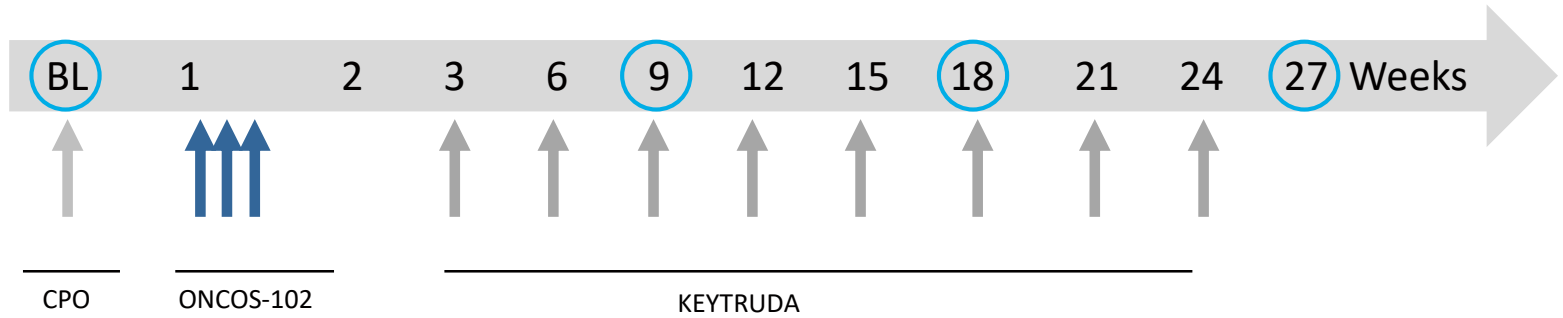 BL 1 2 3 6 9 12 15 18 21 24 27 Weeks
CPO ONCOS-102 KEYTRUDA